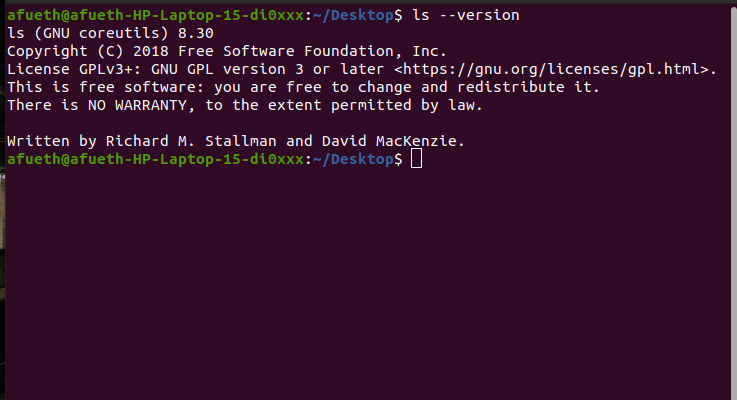 afueth@afueth-HP-Laptop-15-di0xxx:~/Desktop$ ls --version
ls (GNU coreutils) 8.30
Copyright (C) 2018 Free Software Foundation, Inc.
License GPLv3+: GNU GPL version 3 or later <https://gnu.org/licenses/gpl.html>.
This is free software: you are free to change and redistribute it.
There is NO WARRANTY, to the extent permitted by law.

Written by Richard M. Stallman and David MacKenzie.
afueth@afueth-HP-Laptop-15-di0xxx:~/Desktop$